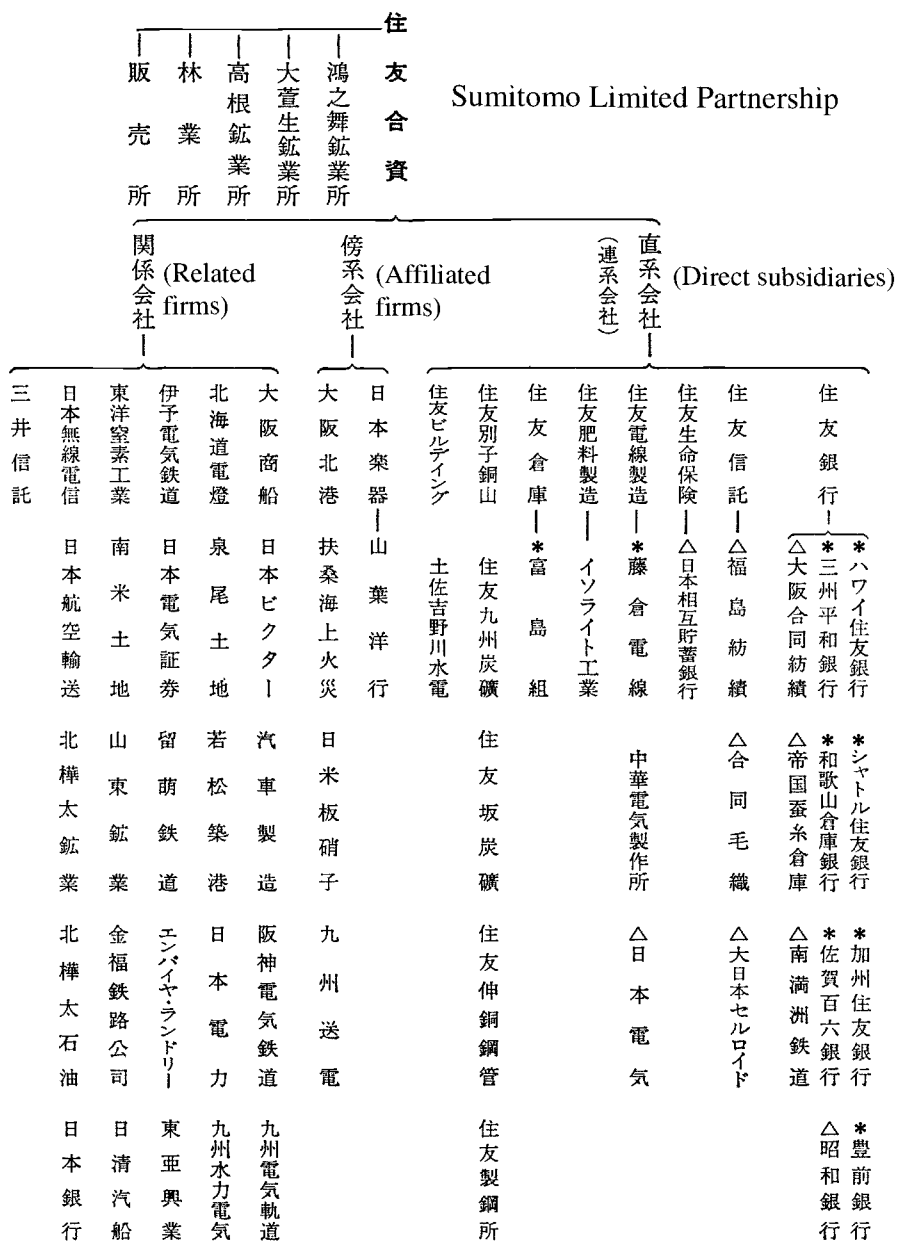 住友合資
鴻之舞鉱業所
大萱生鉱業所
高根鉱業所
林業所
販売所
Sumitomo Limited Partnership
直系会社
(連系会社)
(Direct subsidiaries)
住友銀行
*ハワイ住友銀行
*シャトル住友銀行
*加州住友銀行
*豊前銀行
*三州平和銀行
*和歌山倉庫銀行
*佐賀百六銀行
△昭和銀行
△大阪合同紡績
△帝国蚕糸倉庫
△南満洲鉄道
住友信託
△福島紡績
△合同毛織
△大日本セルロイド
住友生命保険
△日本相互貯蓄銀行
住友電線製造
*藤倉電線
中華電気製作所
△日本電気
住友肥料製造
イソライト工業
住友倉庫
*富島組
住友別子銅山
住友九州炭礦
住友坂炭礦
住友伸銅鋼管
住友製鋼所
住友ビルデイング
土佐吉野川水電
傍系会社
(Affiliated
firms)
日本楽器
山葉洋行
大阪北港
扶桑海上火災
日米板硝子
九州送電
関係会社
(Related
firms)
大阪商船
日本ビクター
汽車製造
阪神電気鉄道
九州電気軌道
北海道電燈
泉尾土地
若松築港
日本電力
九州水力電気
伊予電気鉄道
日本電気証券
留萌鉄道
エンパイヤ・ランドリー
東亜興業
東洋窒素工業
南米土地
山東鉱業
金福鉄路公司
日清汽船
日本無線電信
日本航空輸送
北樺太鉱業
北樺太石油
日本銀行
三井信託